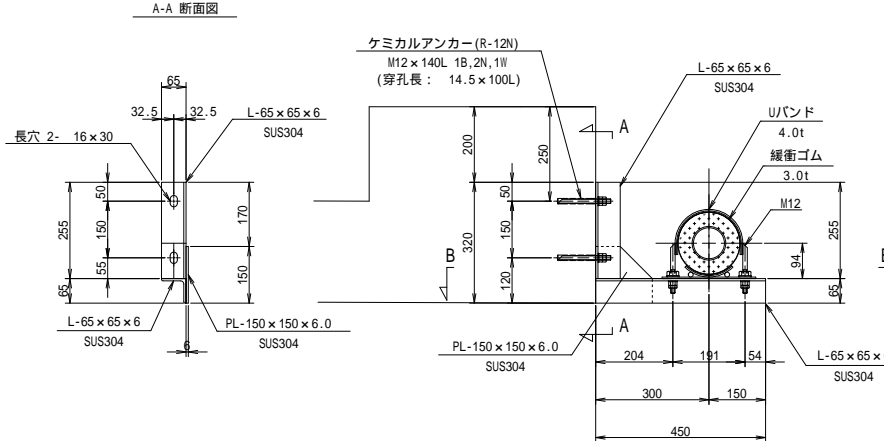 A-A 断面図
65
32.5
32.5
L-65×65×6
SUS304
長穴 2- 16×30
50
150
55
255
65
170
150
L-65×65×6
SUS304
PL-150×150×6.0
SUS304
6
ケミカルアンカー(R-12N)
M12×140L 1B,2N,1W
(穿孔長： 14.5×100L)
L-65×65×6
SUS304
Uバンド
4.0t
緩衝ゴム
3.0t
M12
A
200
250
50
320
150
120
B
255
94
65
A
PL-150×150×6.0
SUS304
204
191
54
L-65×65×
SUS304
300
150
450